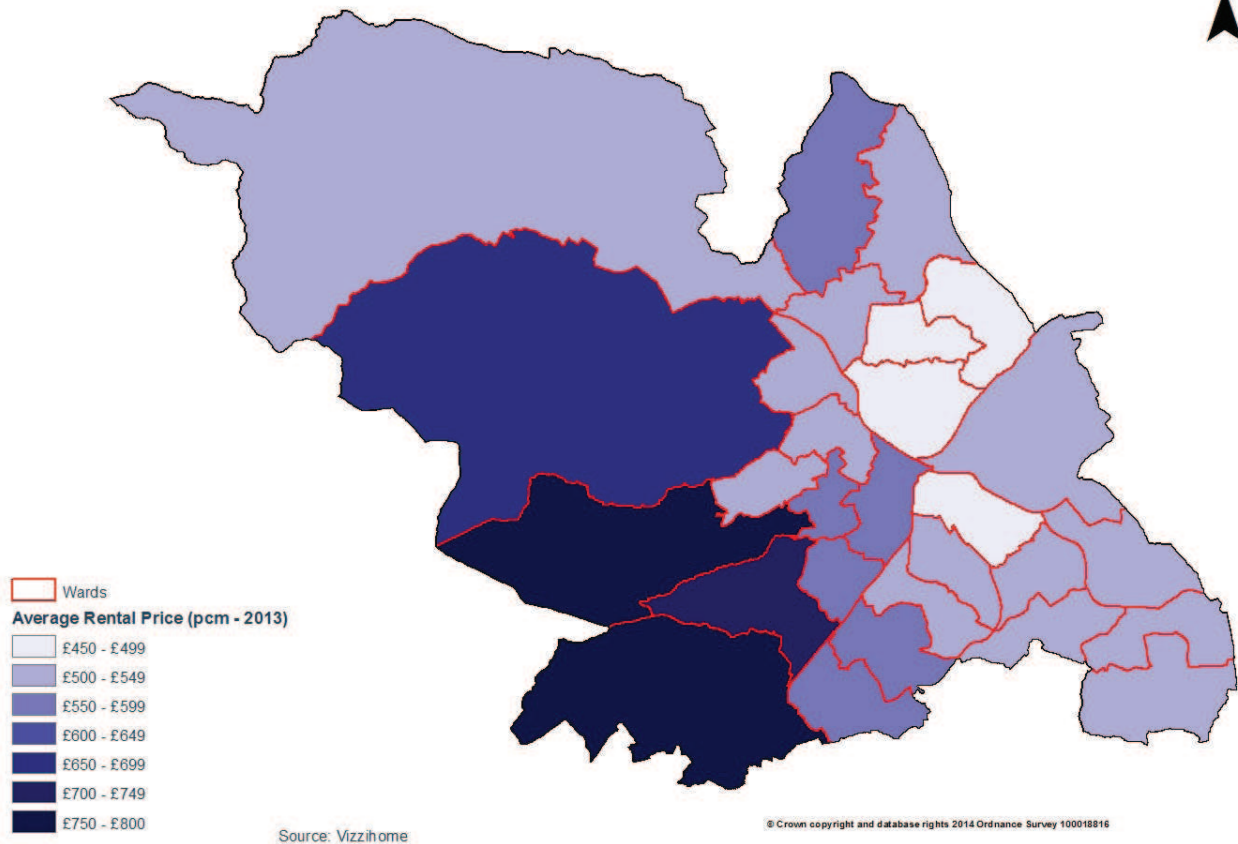 Wards
Average Rental Price (pcm - 2013)
£450 - £499
£500 - £549
£550 - £599
£600 - £649
£650 - £699
£700 - £749
£750 - £800
Source: Vizzihome
© Crown copyright and database rights 2014 Ordnance Survey 100018816